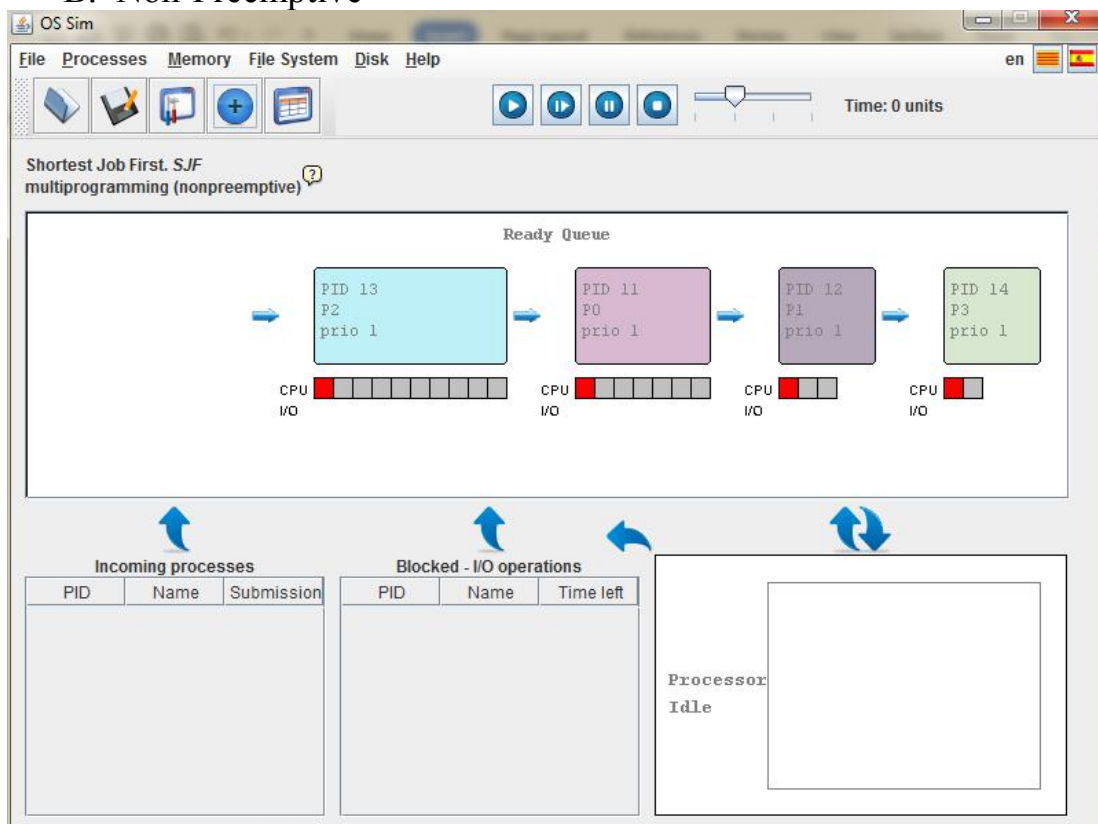 B. Non-Preemptive
OS Sim
File Processes Memory File System Disk Help en
Time: 0 units
Shortest Job First. SJF
multiprogramming (nonpreemptive) ?
Ready Queue
PID 13
P2
prio 1
CPU
I/O
PID 11
P0
prio 1
CPU
I/O
PID 12
P1
prio 1
CPU
I/O
PID 14
P3
prio 1
CPU
I/O
Incoming processes
PID Name Submission
Blocked - I/O operations
PID Name Time left
Processor
Idle